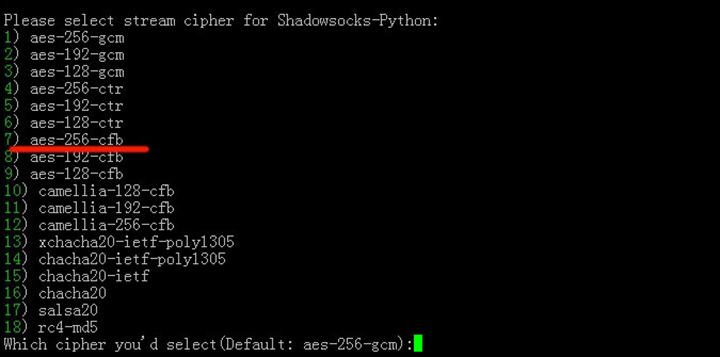 Please select stream cipher for Shadowsocks-Python:
1) aes-256-gcm
2) aes-192-gcm
3) aes-128-gcm
4) aes-256-ctr
5) aes-192-ctr
6) aes-128-ctr
7) aes-256-cfb
8) aes-192-cfb
9) aes-128-cfb
10) camellia-128-cfb
11) camellia-192-cfb
12) camellia-256-cfb
13) xchacha20-ietf-poly1305
14) chacha20-ietf-poly1305
15) chacha20-ietf
16) chacha20
17) salsa20
18) rc4-md5
Which cipher you'd select(Default: aes-256-gcm):